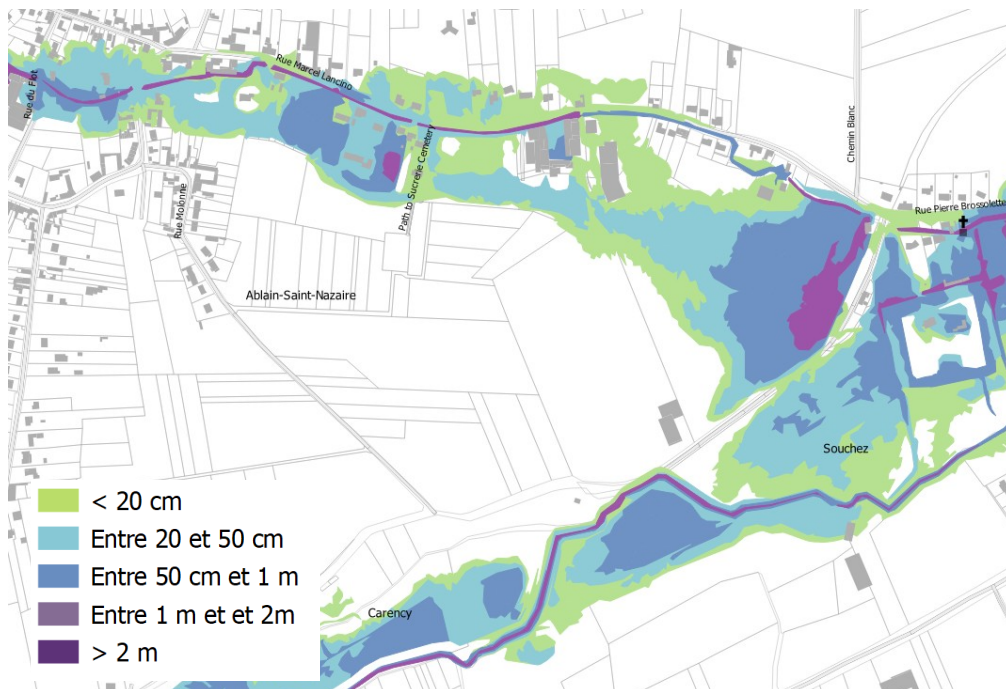 Rue Marcel Lancino
Rue du Flot
Chemin Blanc
Path to Sucrerie Cemetery
Rue Molonne
Rue Pierre Brossolette
Ablain-Saint-Nazaire
Souchez
Carency
< 20 cm
Entre 20 et 50 cm
Entre 50 cm et 1 m
Entre 1 m et et 2m
> 2 m